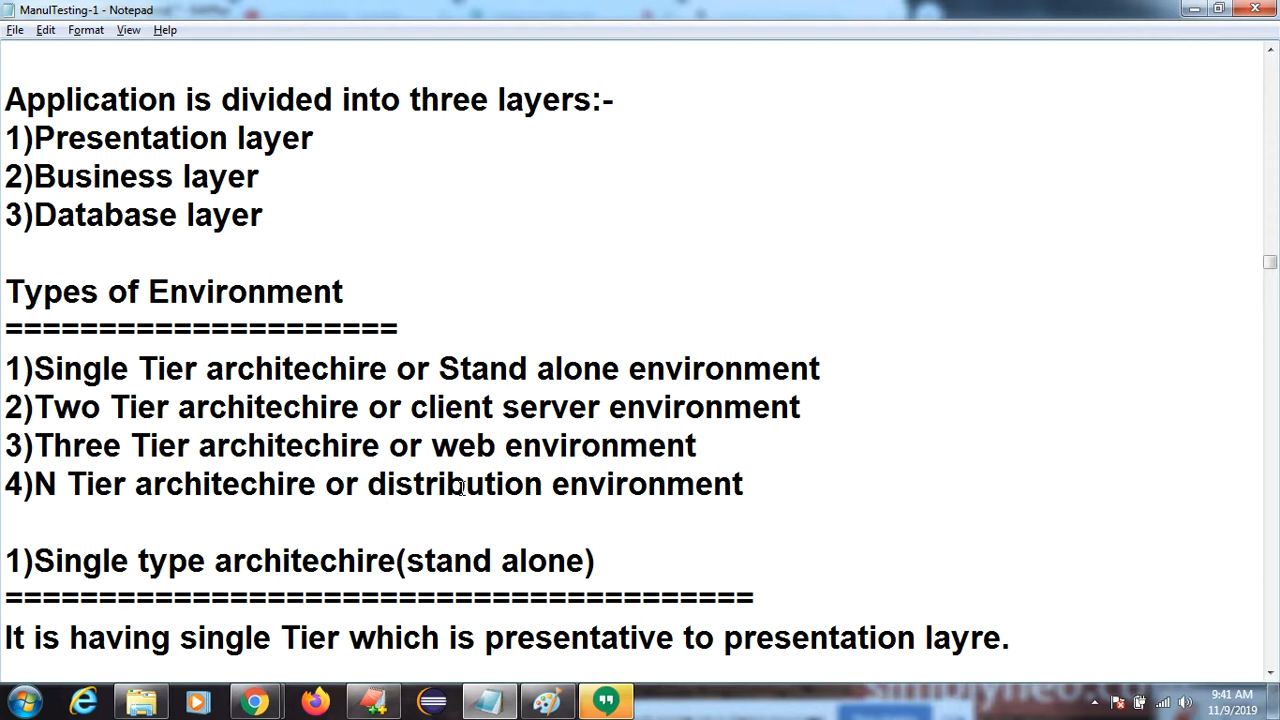 ManulTesting-1 - Notepad
File Edit Format View Help
Application is divided into three layers:-
1)Presentation layer
2)Business layer
3)Database layer
Types of Environment
=====================
1)Single Tier architechire or Stand alone environment
2)Two Tier architechire or client server environment
3)Three Tier architechire or web environment
4)N Tier architechire or distribution environment
1)Single type architechire(stand alone)
========================================
It is having single Tier which is presentative to presentation layre.
9:41 AM
11/9/2019